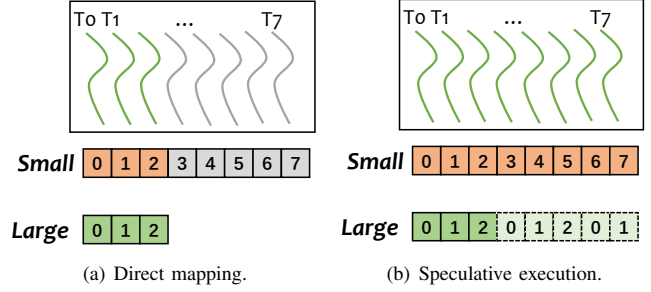 To T1 ... T7
Small 0 1 2 3 4 5 6 7
Large 0 1 2
(a) Direct mapping.
To T1 ... T7
Small 0 1 2 3 4 5 6 7
Large 0 1 2 0 1 2 0 1
(b) Speculative execution.